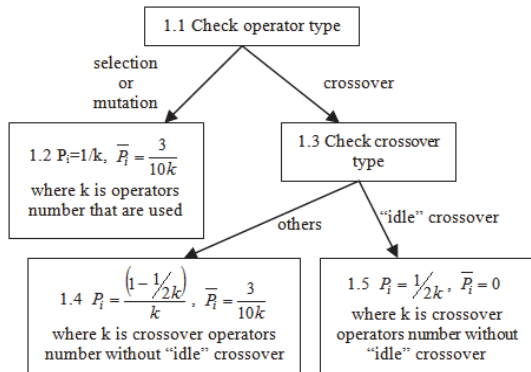 1.1 Check operator type
selection
or
mutation
crossover
1.2 Pᵢ=1/k, P̅ᵢ = 3/10k
where k is operators
number that are used
1.3 Check crossover
type
others
“idle” crossover
1.4 Pᵢ = (1 − 1/2k)/k , P̅ᵢ = 3/10k
where k is crossover operators
number without “idle” crossover
1.5 Pᵢ = 1/2k , P̅ᵢ = 0
where k is crossover
operators number without
“idle” crossover